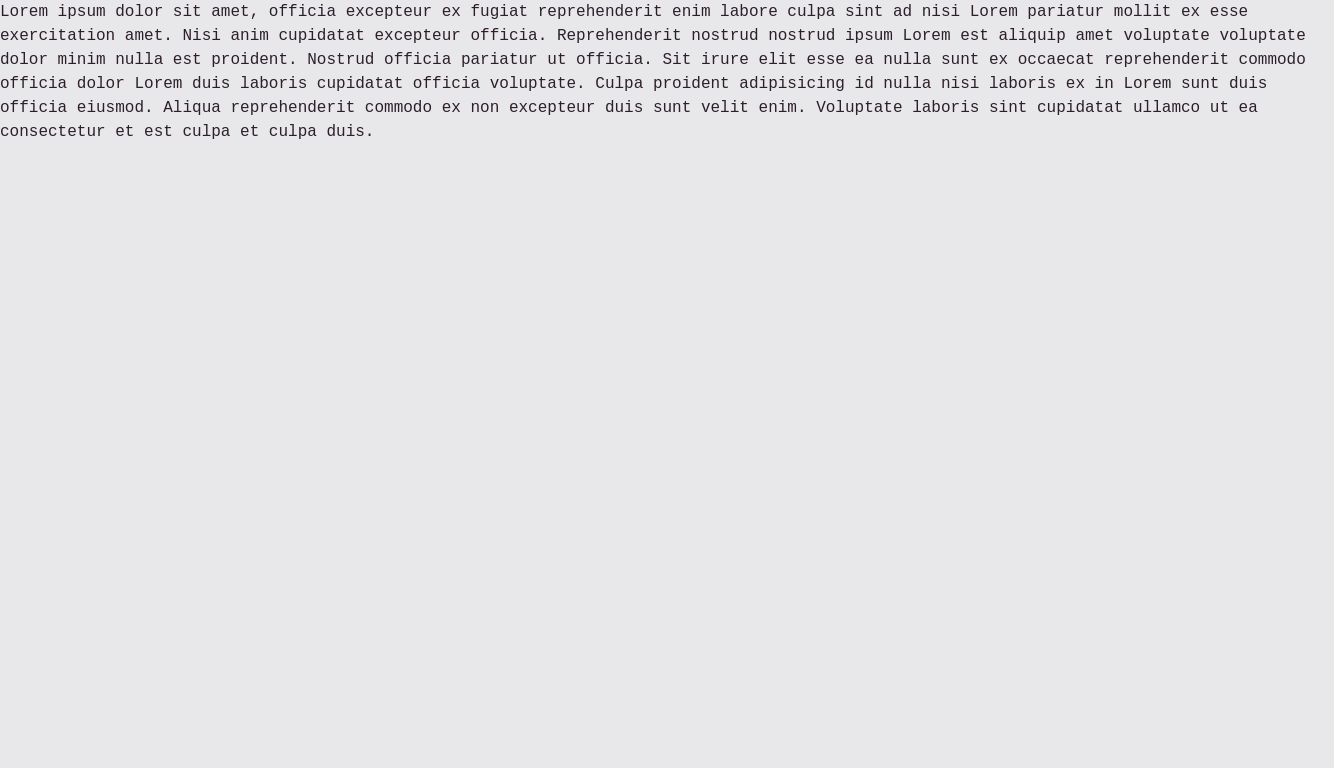 Lorem ipsum dolor sit amet, officia excepteur ex fugiat reprehenderit enim labore culpa sint ad nisi Lorem pariatur mollit ex esse
exercitation amet. Nisi anim cupidatat excepteur officia. Reprehenderit nostrud nostrud ipsum Lorem est aliquip amet voluptate voluptate
dolor minim nulla est proident. Nostrud officia pariatur ut officia. Sit irure elit esse ea nulla sunt ex occaecat reprehenderit commodo
officia dolor Lorem duis laboris cupidatat officia voluptate. Culpa proident adipisicing id nulla nisi laboris ex in Lorem sunt duis
officia eiusmod. Aliqua reprehenderit commodo ex non excepteur duis sunt velit enim. Voluptate laboris sint cupidatat ullamco ut ea
consectetur et est culpa et culpa duis.